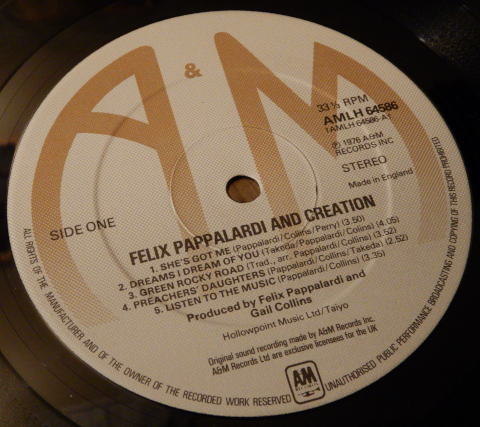 A & M
33⅓ RPM
AMLH 64586
1AMLH 64586-A1
℗ 1976 A&M
RECORDS INC
STEREO
Made in England
SIDE ONE
FELIX PAPPALARDI AND CREATION
1. SHE'S GOT ME (Pappalardi/Collins/Perry) (3.50)
2. DREAMS I DREAM OF YOU (Takeda/Pappalardi/Collins) (4.05)
3. GREEN ROCKY ROAD (Trad., arr. Pappalardi/Collins) (3.52)
4. PREACHERS' DAUGHTERS (Pappalardi/Collins/Takeda) (2.52)
5. LISTEN TO THE MUSIC (Pappalardi/Collins) (3.35)
Produced by Felix Pappalardi and
Gail Collins
Hollowpoint Music Ltd/Taiyo
Original sound recording made by A&M Records Inc.
A&M Records Ltd are exclusive licensees for the UK
ALL RIGHTS OF THE MANUFACTURER AND OF THE OWNER OF THE RECORDED WORK RESERVED
A&M
RECORDS
UNAUTHORISED PUBLIC PERFORMANCE BROADCASTING AND COPYING OF THIS RECORD PROHIBITED